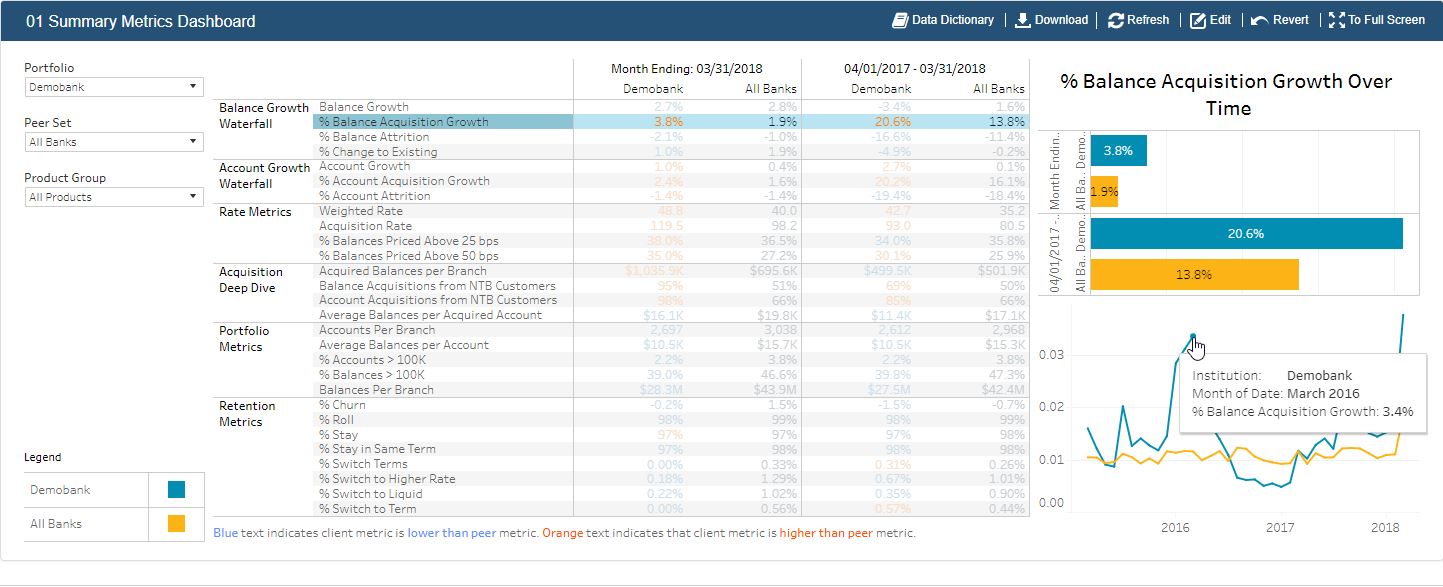 01 Summary Metrics Dashboard
Data Dictionary | Download | Refresh | Edit | Revert | To Full Screen
Portfolio
Demobank
Peer Set
All Banks
Product Group
All Products
Month Ending: 03/31/2018 04/01/2017 - 03/31/2018
Demobank All Banks Demobank All Banks
Balance Growth Waterfall
Balance Growth 2.7% 2.8% -3.4% 1.6%
% Balance Acquisition Growth 3.8% 1.9% 20.6% 13.8%
% Balance Attrition -2.1% -1.0% -16.6% -11.4%
% Change to Existing 1.0% 1.9% -4.9% -0.2%
Account Growth Waterfall
Account Growth 1.0% 0.4% 2.7% 0.1%
% Account Acquisition Growth 2.4% 1.6% 20.2% 16.1%
% Account Attrition -1.4% -1.4% -19.4% -18.4%
Rate Metrics
Weighted Rate 48.8 40.0 42.7 35.2
Acquisition Rate 119.5 98.2 93.0 80.5
% Balances Priced Above 25 bps 38.0% 36.5% 34.0% 35.8%
% Balances Priced Above 50 bps 35.0% 27.2% 30.1% 25.9%
Acquisition Deep Dive
Acquired Balances per Branch $1,035.9K $695.6K $499.5K $501.9K
Balance Acquisitions from NTB Customers 95% 51% 69% 50%
Account Acquisitions from NTB Customers 98% 66% 85% 66%
Average Balances per Acquired Account $16.1K $19.8K $11.4K $17.1K
Portfolio Metrics
Accounts Per Branch 2,697 3,038 2,612 2,968
Average Balances per Account $10.5K $15.7K $10.5K $15.3K
% Accounts > 100K 2.2% 3.8% 2.2% 3.8%
% Balances > 100K 39.0% 46.6% 39.8% 47.3%
Balances Per Branch $28.3M $43.9M $27.5M $42.4M
Retention Metrics
% Churn -0.2% 1.5% -1.5% -0.7%
% Roll 98% 99% 98% 99%
% Stay 97% 97% 97% 98%
% Stay in Same Term 97% 98% 98% 98%
% Switch Terms 0.00% 0.33% 0.31% 0.26%
% Switch to Higher Rate 0.18% 1.29% 0.67% 1.01%
% Switch to Liquid 0.22% 1.02% 0.35% 0.90%
% Switch to Term 0.00% 0.56% 0.57% 0.44%
Blue text indicates client metric is lower than peer metric. Orange text indicates that client metric is higher than peer metric.
Legend
Demobank
All Banks
% Balance Acquisition Growth Over
Time
Month Endin..
Demo.. 3.8%
All Ba.. 1.9%
04/01/2017 -..
Demo.. 20.6%
All Ba.. 13.8%
0.03
0.02
0.01
0.00
2016 2017 2018
Institution: Demobank
Month of Date: March 2016
% Balance Acquisition Growth: 3.4%